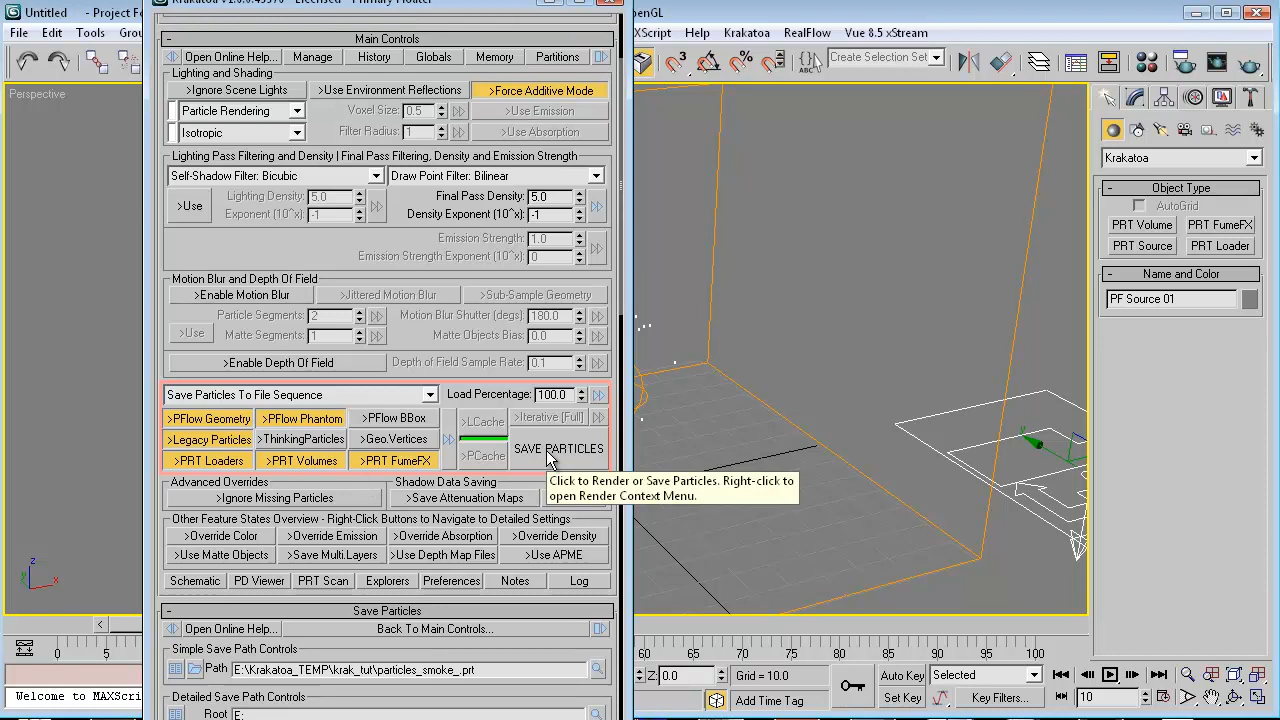 Untitled - Project Fo
Krakatoa v1.6.0.43570 - Licensed - Primary Floater
OpenGL
File Edit Tools Grou
XScript Help Krakatoa RealFlow Vue 8.5 xStream
Create Selection Set
Perspective
- Main Controls
Open Online Help... Manage History Globals Memory Partitions
Lighting and Shading
>Ignore Scene Lights >Use Environment Reflections >Force Additive Mode
Particle Rendering Voxel Size: 0.5 >Use Emission
Isotropic Filter Radius: 1 >Use Absorption
Lighting Pass Filtering and Density | Final Pass Filtering, Density and Emission Strength
Self-Shadow Filter: Bicubic Draw Point Filter: Bilinear
>Use Lighting Density: 5.0 Final Pass Density: 5.0
Exponent (10^x): -1 Density Exponent (10^x): -1
Emission Strength: 1.0
Emission Strength Exponent (10^x): 0
Motion Blur and Depth Of Field
>Enable Motion Blur >Jittered Motion Blur >Sub-Sample Geometry
>Use Particle Segments: 2 Motion Blur Shutter (degs): 180.0
Matte Segments: 1 Matte Objects Bias: 0.0
>Enable Depth Of Field Depth of Field Sample Rate: 0.1
Save Particles To File Sequence Load Percentage: 100.0
>PFlow Geometry >PFlow Phantom >PFlow BBox >LCache >Iterative [Full]
>Legacy Particles >ThinkingParticles >Geo.Vertices SAVE PARTICLES
>PRT Loaders >PRT Volumes >PRT FumeFX >PCache
Click to Render or Save Particles. Right-click to
open Render Context Menu.
Advanced Overrides Shadow Data Saving
>Ignore Missing Particles >Save Attenuation Maps
Other Feature States Overview - Right-Click Buttons to Navigate to Detailed Settings
>Override Color >Override Emission >Override Absorption >Override Density
>Use Matte Objects >Save Multi.Layers >Use Depth Map Files >Use APME
Schematic PD Viewer PRT Scan Explorers Preferences Notes Log
- Save Particles
Open Online Help... Back To Main Controls...
Simple Save Path Controls
Path E:\Krakatoa_TEMP\krak_tut\particles_smoke_.prt
Detailed Save Path Controls
Root E:
Krakatoa
- Object Type
AutoGrid
PRT Volume PRT FumeFX
PRT Source PRT Loader
- Name and Color
PF Source 01
z
y
x
y
0 5
60 65 70 75 80 85 90 95 100
Welcome to MAXScri
Z: 0.0 Grid = 10.0
Add Time Tag
Auto Key Selected
Set Key Key Filters...
10